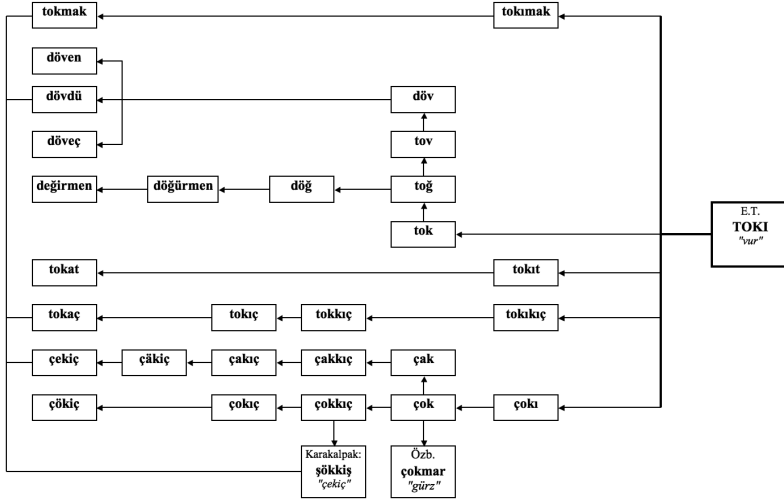 tokmak
tokımak
döven
dövdü
döv
döveç
tov
değirmen
döğürmen
döğ
toğ
tok
E.T.
TOKI
"vur"
tokat
tokıt
tokaç
tokıç
tokkıç
tokıkıç
çekiç
çäkiç
çakıç
çakkıç
çak
çökiç
çokıç
çokkıç
çok
çokı
Karakalpak:
şökkiş
"çekiç"
Özb.
çokmar
"gürz"